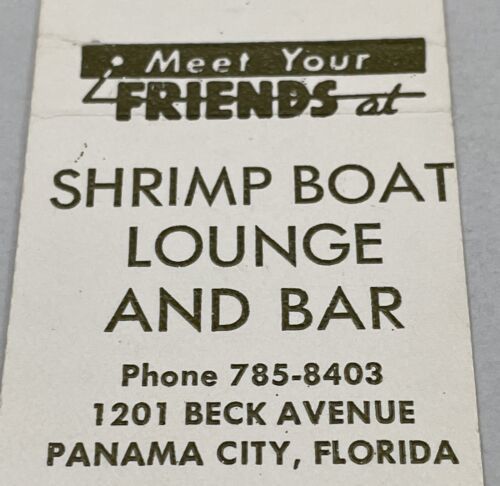 Meet Your
FRIENDS at
SHRIMP BOAT
LOUNGE
AND BAR
Phone 785-8403
1201 BECK AVENUE
PANAMA CITY, FLORIDA